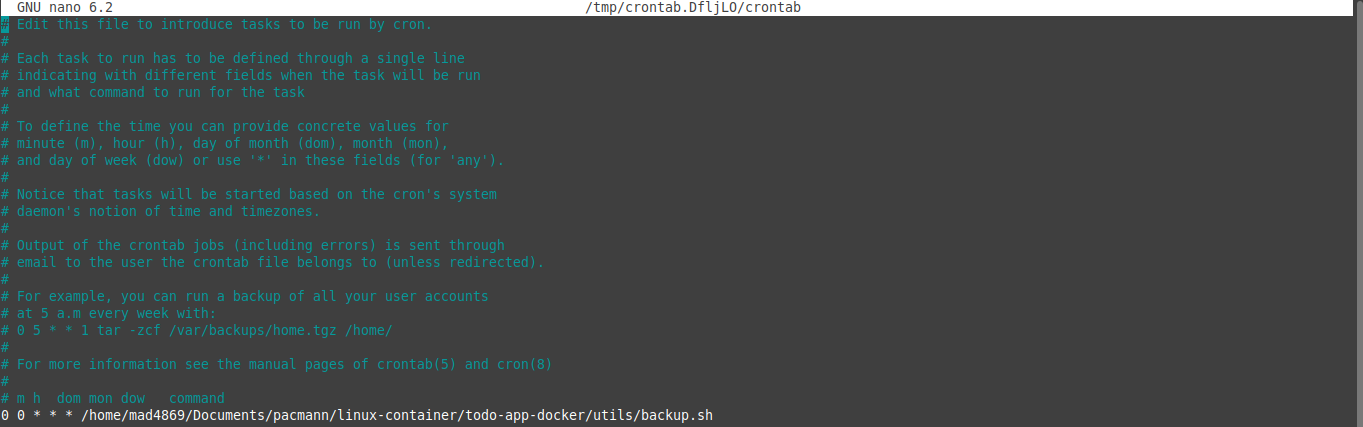 GNU nano 6.2 /tmp/crontab.DfljLO/crontab
# Edit this file to introduce tasks to be run by cron.
#
# Each task to run has to be defined through a single line
# indicating with different fields when the task will be run
# and what command to run for the task
#
# To define the time you can provide concrete values for
# minute (m), hour (h), day of month (dom), month (mon),
# and day of week (dow) or use '*' in these fields (for 'any').
#
# Notice that tasks will be started based on the cron's system
# daemon's notion of time and timezones.
#
# Output of the crontab jobs (including errors) is sent through
# email to the user the crontab file belongs to (unless redirected).
#
# For example, you can run a backup of all your user accounts
# at 5 a.m every week with:
# 0 5 * * 1 tar -zcf /var/backups/home.tgz /home/
#
# For more information see the manual pages of crontab(5) and cron(8)
#
# m h  dom mon dow   command
0 0 * * * /home/mad4869/Documents/pacmann/linux-container/todo-app-docker/utils/backup.sh